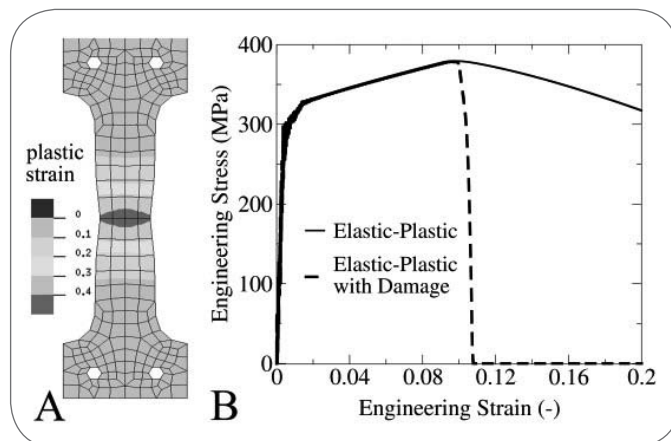 plastic
strain
0
0.1
0.2
0.3
0.4
A
B
Engineering Stress (MPa)
400
300
200
100
0
Elastic-Plastic
Elastic-Plastic
with Damage
0 0.04 0.08 0.12 0.16 0.2
Engineering Strain (-)